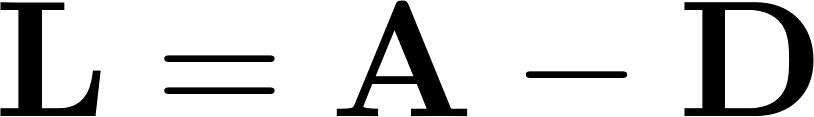 L = A − D